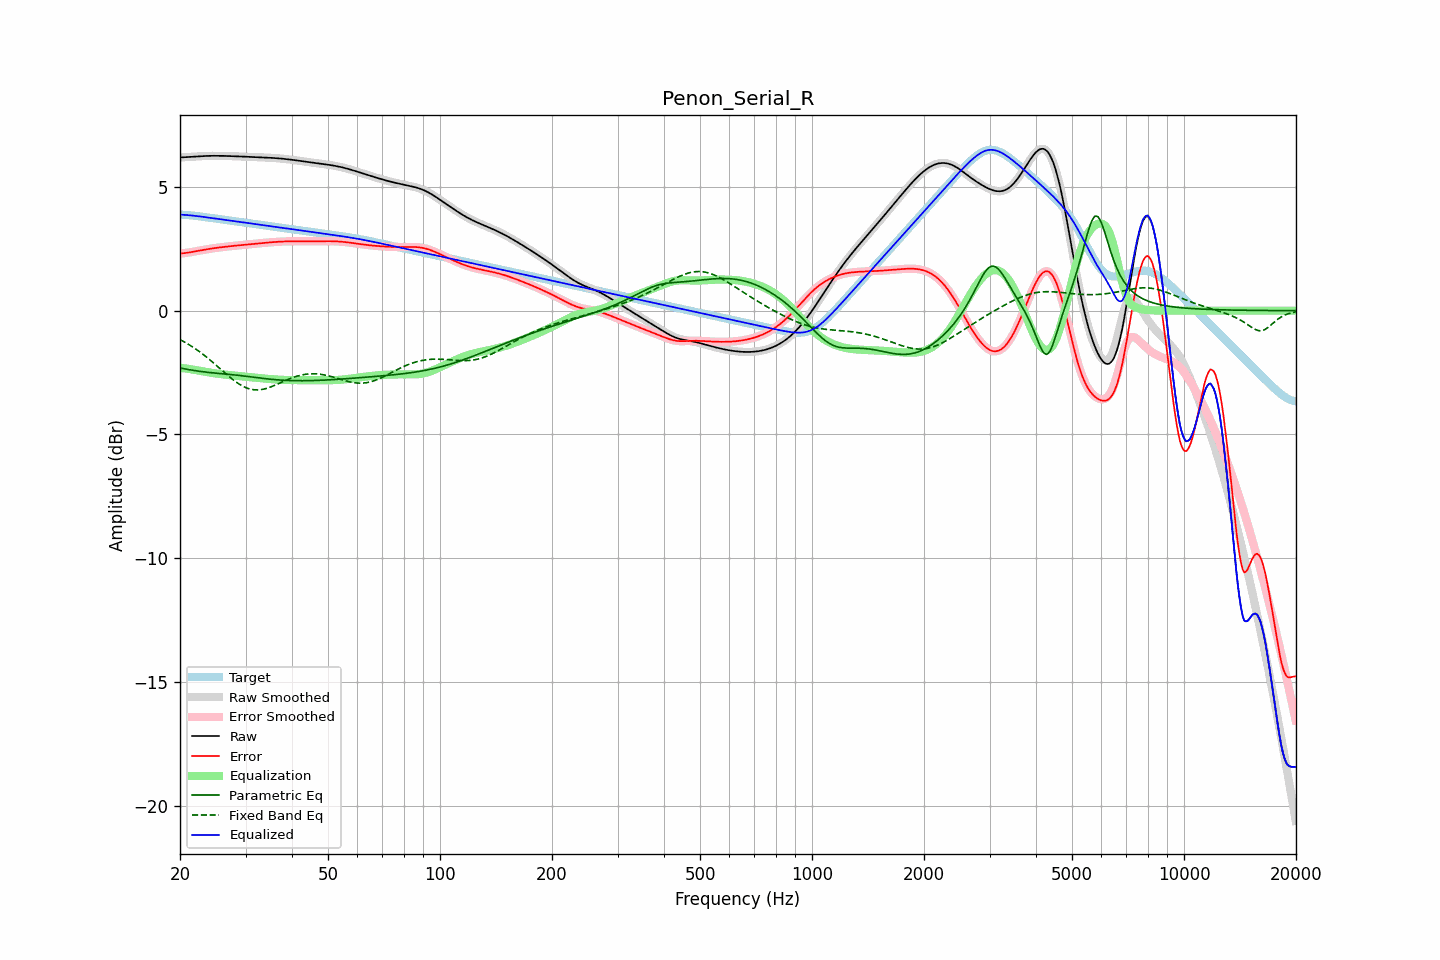 Penon_Serial_R
Amplitude (dBr)
5
0
−5
−10
−15
−20
Target
Raw Smoothed
Error Smoothed
Raw
Error
Equalization
Parametric Eq
Fixed Band Eq
Equalized
20 50 100 200 500 1000 2000 5000 10000 20000
Frequency (Hz)